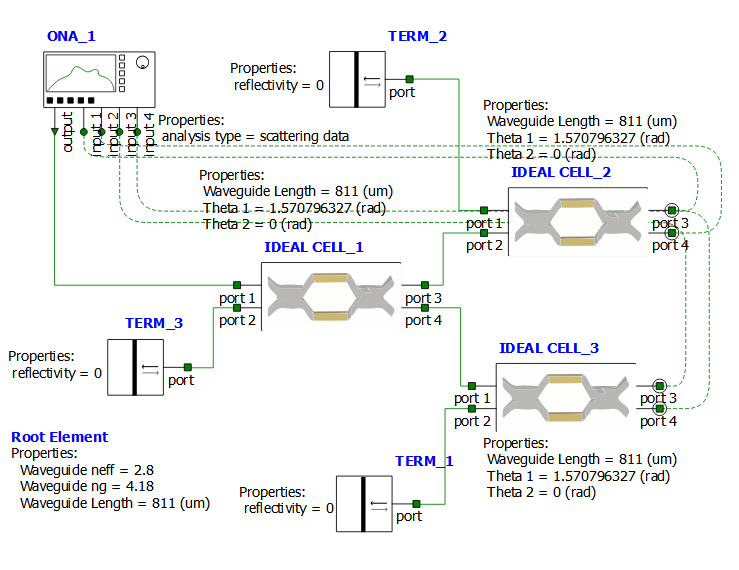 ONA_1
output
input 1
input 2
input 3
input 4
Properties:
analysis type = scattering data
TERM_2
Properties:
reflectivity = 0
port
Properties:
Waveguide Length = 811 (um)
Theta 1 = 1.570796327 (rad)
Theta 2 = 0 (rad)
IDEAL CELL_2
port 1
port 2
port 3
port 4
Properties:
Waveguide Length = 811 (um)
Theta 1 = 1.570796327 (rad)
Theta 2 = 0 (rad)
IDEAL CELL_1
port 1
port 2
port 3
port 4
TERM_3
Properties:
reflectivity = 0
port
IDEAL CELL_3
port 1
port 2
port 3
port 4
Properties:
Waveguide Length = 811 (um)
Theta 1 = 1.570796327 (rad)
Theta 2 = 0 (rad)
Root Element
Properties:
Waveguide neff = 2.8
Waveguide ng = 4.18
Waveguide Length = 811 (um)
TERM_1
Properties:
reflectivity = 0
port